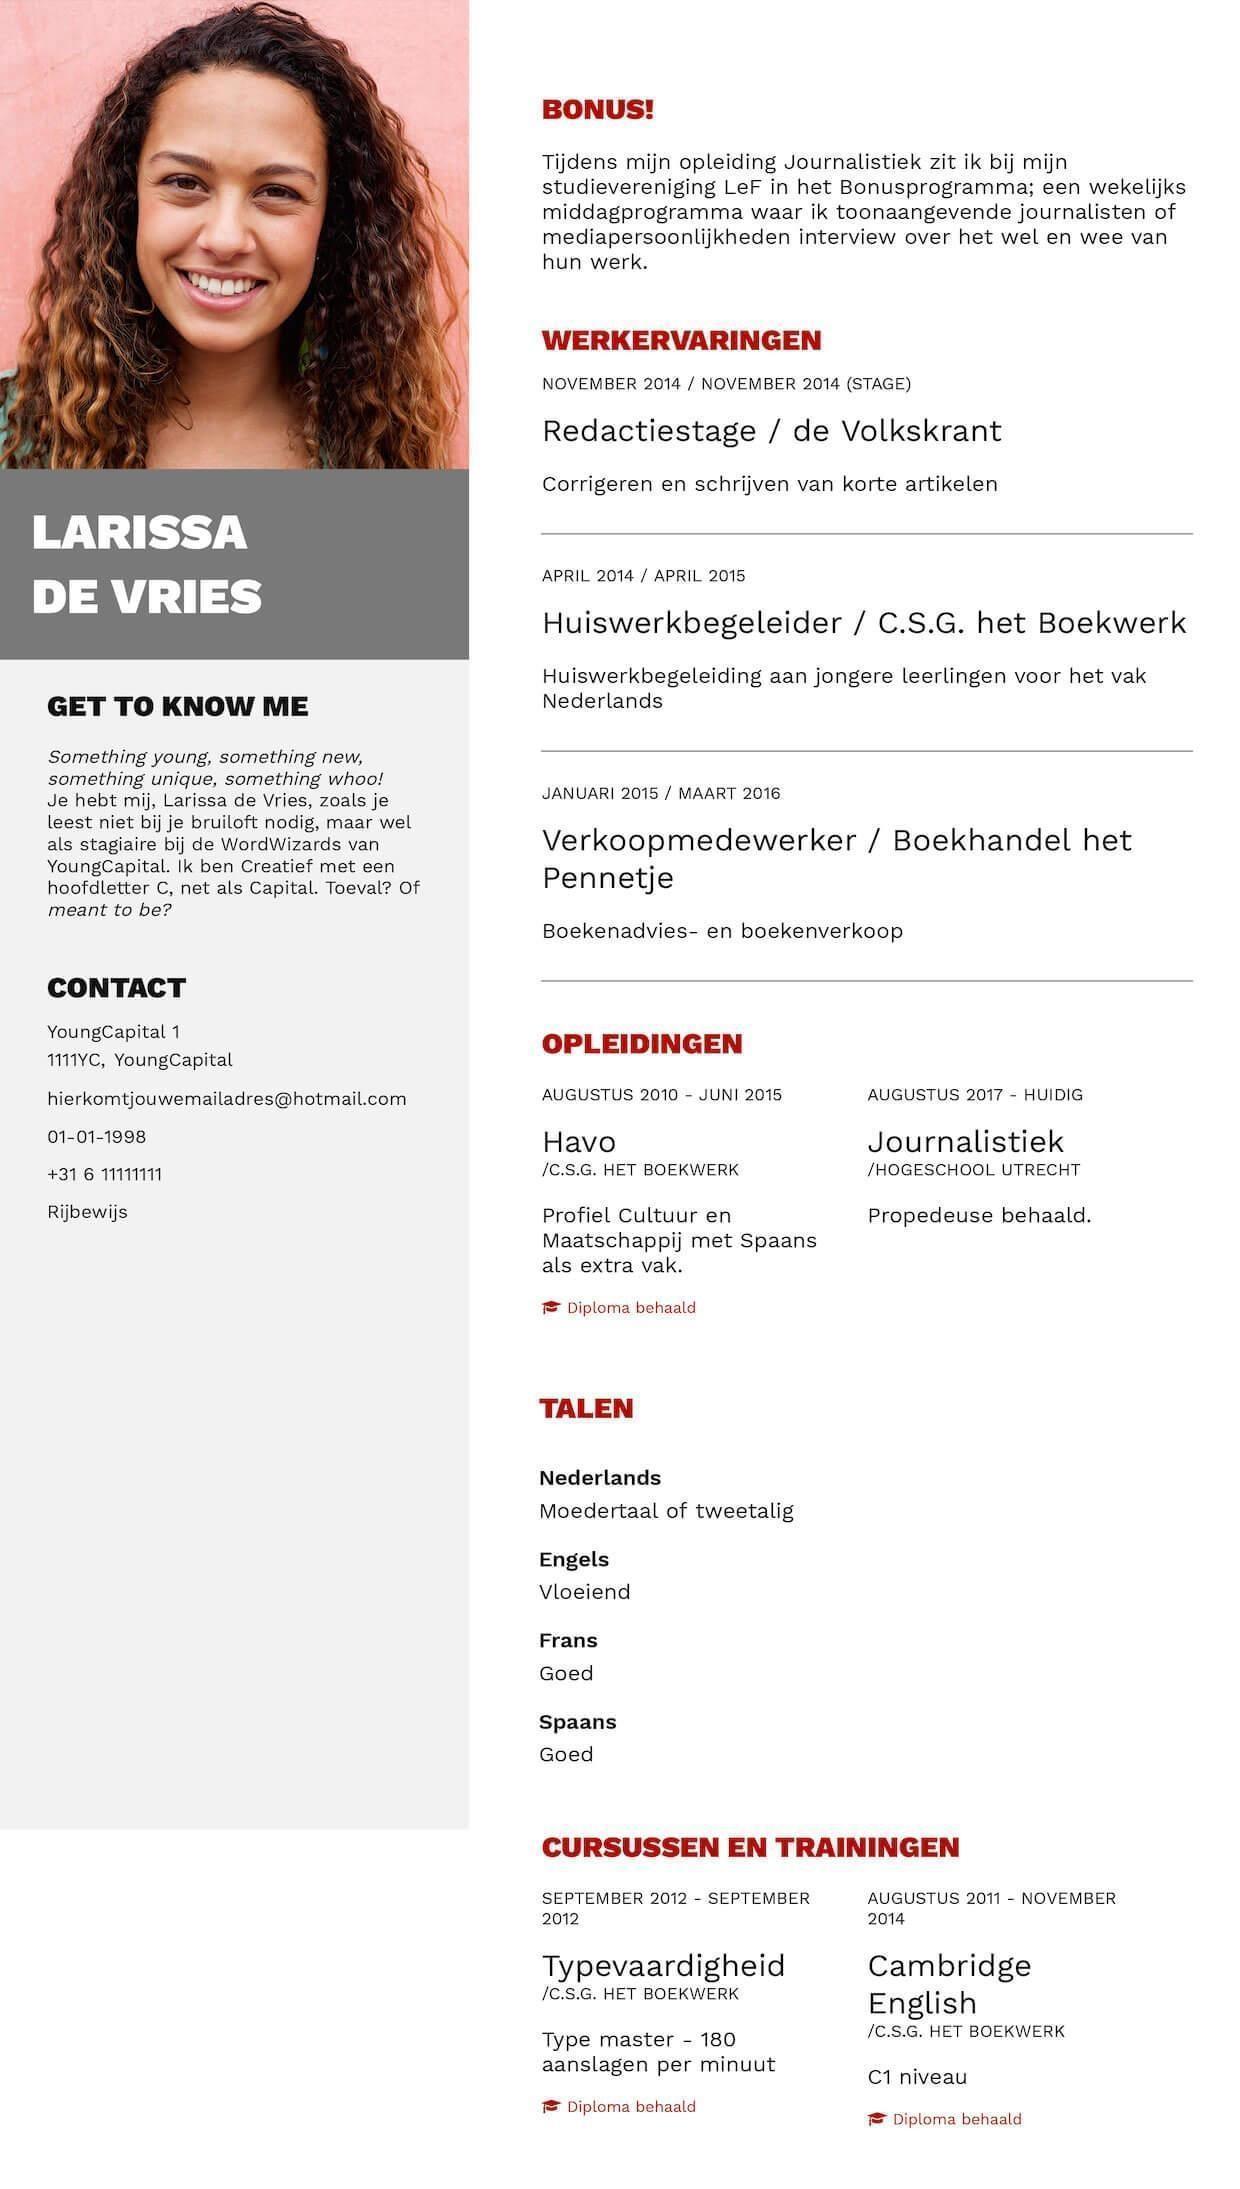 LARISSA
DE VRIES
GET TO KNOW ME
Something young, something new,
something unique, something whoo!
Je hebt mij, Larissa de Vries, zoals je
leest niet bij je bruiloft nodig, maar wel
als stagiaire bij de WordWizards van
YoungCapital. Ik ben Creatief met een
hoofdletter C, net als Capital. Toeval? Of
meant to be?
CONTACT
YoungCapital 1
1111YC, YoungCapital
hierkomtjouwemailadres@hotmail.com
01-01-1998
+31 6 11111111
Rijbewijs
BONUS!
Tijdens mijn opleiding Journalistiek zit ik bij mijn
studievereniging LeF in het Bonusprogramma; een wekelijks
middagprogramma waar ik toonaangevende journalisten of
mediapersoonlijkheden interview over het wel en wee van
hun werk.
WERKERVARINGEN
NOVEMBER 2014 / NOVEMBER 2014 (STAGE)
Redactiestage / de Volkskrant
Corrigeren en schrijven van korte artikelen
APRIL 2014 / APRIL 2015
Huiswerkbegeleider / C.S.G. het Boekwerk
Huiswerkbegeleiding aan jongere leerlingen voor het vak
Nederlands
JANUARI 2015 / MAART 2016
Verkoopmedewerker / Boekhandel het
Pennetje
Boekenadvies- en boekenverkoop
OPLEIDINGEN
AUGUSTUS 2010 - JUNI 2015
Havo
/C.S.G. HET BOEKWERK
Profiel Cultuur en
Maatschappij met Spaans
als extra vak.
Diploma behaald
AUGUSTUS 2017 - HUIDIG
Journalistiek
/HOGESCHOOL UTRECHT
Propedeuse behaald.
TALEN
Nederlands
Moedertaal of tweetalig
Engels
Vloeiend
Frans
Goed
Spaans
Goed
CURSUSSEN EN TRAININGEN
SEPTEMBER 2012 - SEPTEMBER
2012
Typevaardigheid
/C.S.G. HET BOEKWERK
Type master - 180
aanslagen per minuut
Diploma behaald
AUGUSTUS 2011 - NOVEMBER
2014
Cambridge
English
/C.S.G. HET BOEKWERK
C1 niveau
Diploma behaald